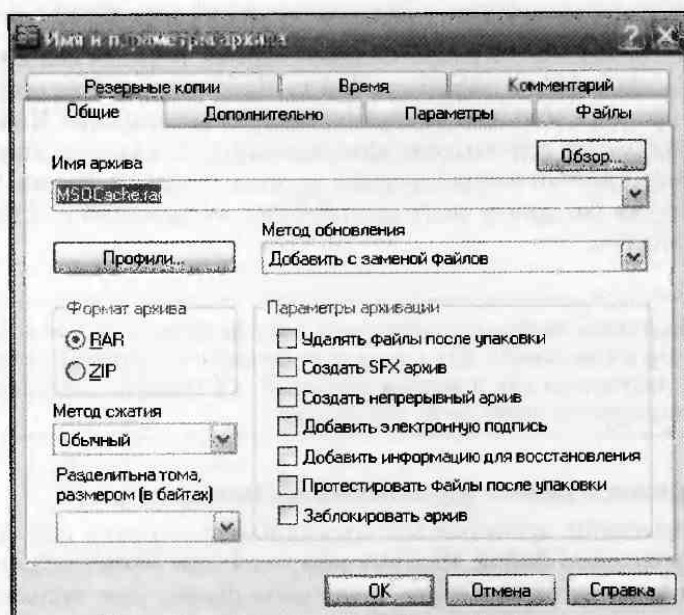 Имя и параметры архива
Резервные копии Время Комментарий
Общие Дополнительно Параметры Файлы
Имя архива
Обзор...
MSOCache.rar
Метод обновления
Профили... Добавить с заменой файлов
Формат архива
RAR
ZIP
Метод сжатия
Обычный
Разделить на тома,
размером (в байтах)
Параметры архивации
Удалять файлы после упаковки
Создать SFX архив
Создать непрерывный архив
Добавить электронную подпись
Добавить информацию для восстановления
Протестировать файлы после упаковки
Заблокировать архив
OK Отмена Справка